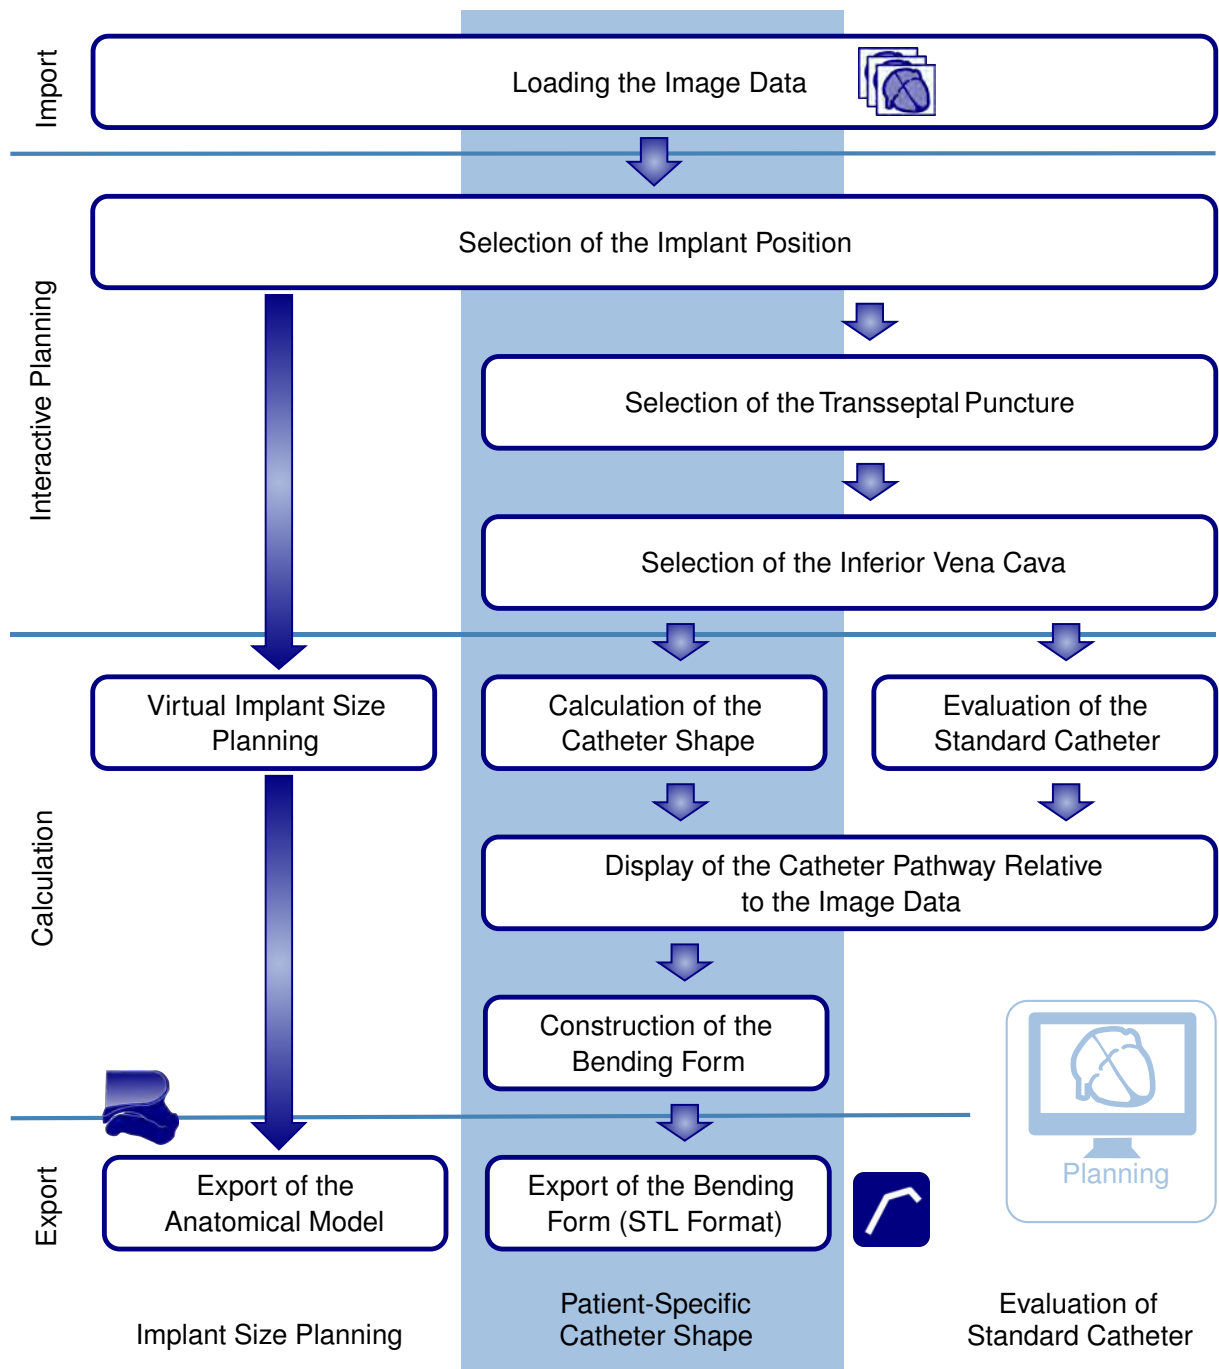 Import
Loading the Image Data
Interactive Planning
Selection of the Implant Position
Selection of the Transseptal Puncture
Selection of the Inferior Vena Cava
Calculation
Virtual Implant Size
Planning
Calculation of the
Catheter Shape
Evaluation of the
Standard Catheter
Display of the Catheter Pathway Relative
to the Image Data
Construction of the
Bending Form
Planning
Export
Export of the
Anatomical Model
Export of the Bending
Form (STL Format)
Implant Size Planning
Patient-Specific
Catheter Shape
Evaluation of
Standard Catheter